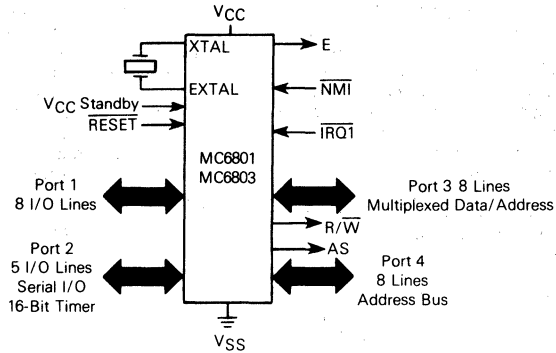 VCC
XTAL
E
EXTAL
NMI
VCC Standby
RESET
IRQ1
MC6801
MC6803
Port 1
8 I/O Lines
Port 3 8 Lines
Multiplexed Data/Address
R/W
AS
Port 2
5 I/O Lines
Serial I/O
16-Bit Timer
Port 4
8 Lines
Address Bus
VSS